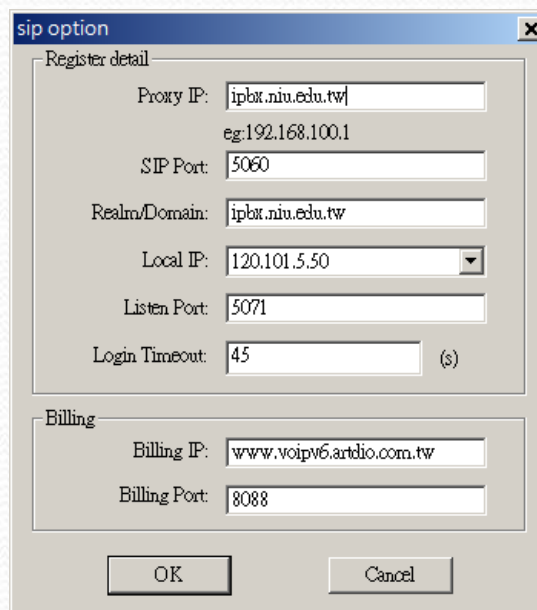 sip option
Register detail
Proxy IP: ipbx.niu.edu.tw
eg:192.168.100.1
SIP Port: 5060
Realm/Domain: ipbx.niu.edu.tw
Local IP: 120.101.5.50
Listen Port: 5071
Login Timeout: 45 (s)
Billing
Billing IP: www.voipv6.artdio.com.tw
Billing Port: 8088
OK Cancel